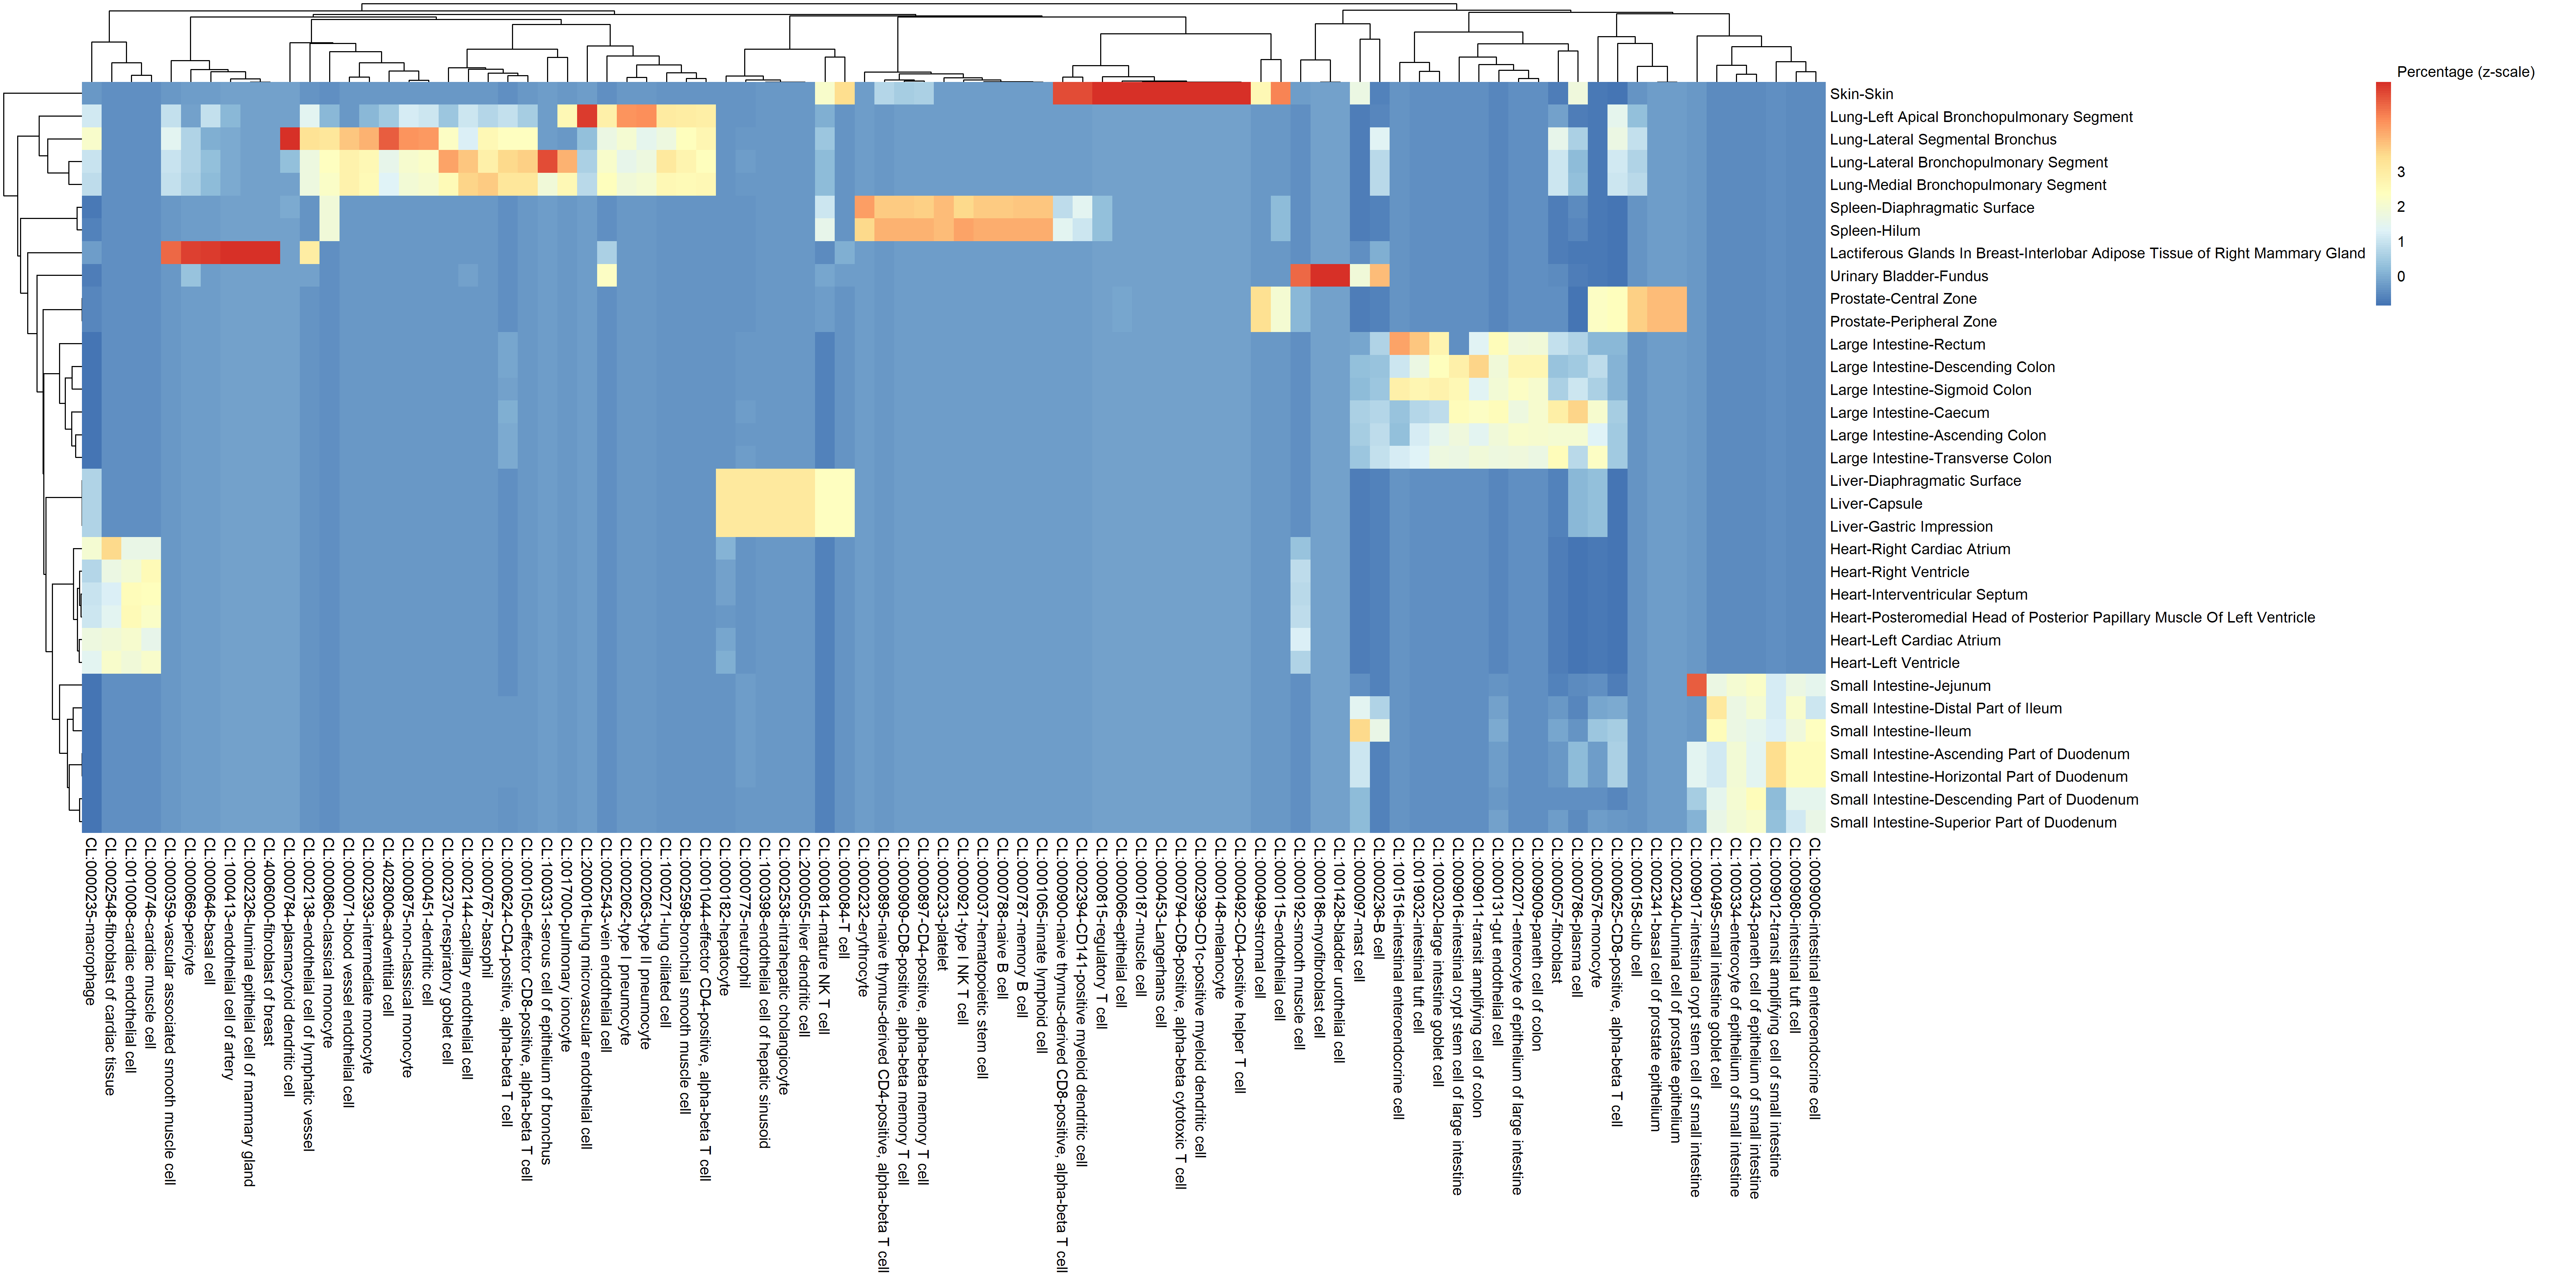 Percentage (z-scale)
3
2
1
0
Skin-Skin
Lung-Left Apical Bronchopulmonary Segment
Lung-Lateral Segmental Bronchus
Lung-Lateral Bronchopulmonary Segment
Lung-Medial Bronchopulmonary Segment
Spleen-Diaphragmatic Surface
Spleen-Hilum
Lactiferous Glands In Breast-Interlobar Adipose Tissue of Right Mammary Gland
Urinary Bladder-Fundus
Prostate-Central Zone
Prostate-Peripheral Zone
Large Intestine-Rectum
Large Intestine-Descending Colon
Large Intestine-Sigmoid Colon
Large Intestine-Caecum
Large Intestine-Ascending Colon
Large Intestine-Transverse Colon
Liver-Diaphragmatic Surface
Liver-Capsule
Liver-Gastric Impression
Heart-Right Cardiac Atrium
Heart-Right Ventricle
Heart-Interventricular Septum
Heart-Posteromedial Head of Posterior Papillary Muscle Of Left Ventricle
Heart-Left Cardiac Atrium
Heart-Left Ventricle
Small Intestine-Jejunum
Small Intestine-Distal Part of Ileum
Small Intestine-Ileum
Small Intestine-Ascending Part of Duodenum
Small Intestine-Horizontal Part of Duodenum
Small Intestine-Descending Part of Duodenum
Small Intestine-Superior Part of Duodenum
CL:0000235-macrophage
CL:0002548-fibroblast of cardiac tissue
CL:0010008-cardiac endothelial cell
CL:0000746-cardiac muscle cell
CL:0000359-vascular associated smooth muscle cell
CL:0000669-pericyte
CL:0000646-basal cell
CL:1000413-endothelial cell of artery
CL:0002326-luminal epithelial cell of mammary gland
CL:4006000-fibroblast of breast
CL:0000784-plasmacytoid dendritic cell
CL:0002138-endothelial cell of lymphatic vessel
CL:0000860-classical monocyte
CL:0000071-blood vessel endothelial cell
CL:0002393-intermediate monocyte
CL:4028006-adventitial cell
CL:0000875-non-classical monocyte
CL:0000451-dendritic cell
CL:0002370-respiratory goblet cell
CL:0002144-capillary endothelial cell
CL:0000767-basophil
CL:0000624-CD4-positive, alpha-beta T cell
CL:0001050-effector CD8-positive, alpha-beta T cell
CL:1000331-serous cell of epithelium of bronchus
CL:0017000-pulmonary ionocyte
CL:2000016-lung microvascular endothelial cell
CL:0002543-vein endothelial cell
CL:0002062-type I pneumocyte
CL:0002063-type II pneumocyte
CL:1000271-lung ciliated cell
CL:0002598-bronchial smooth muscle cell
CL:0001044-effector CD4-positive, alpha-beta T cell
CL:0000182-hepatocyte
CL:0000775-neutrophil
CL:1000398-endothelial cell of hepatic sinusoid
CL:0002538-intrahepatic cholangiocyte
CL:2000055-liver dendritic cell
CL:0000814-mature NK T cell
CL:0000084-T cell
CL:0000232-erythrocyte
CL:0000895-naive thymus-derived CD4-positive, alpha-beta T cell
CL:0000909-CD8-positive, alpha-beta memory T cell
CL:0000897-CD4-positive, alpha-beta memory T cell
CL:0000233-platelet
CL:0000921-type I NK T cell
CL:0000037-hematopoietic stem cell
CL:0000788-naive B cell
CL:0000787-memory B cell
CL:0001065-innate lymphoid cell
CL:0000900-naive thymus-derived CD8-positive, alpha-beta T cell
CL:0002394-CD141-positive myeloid dendritic cell
CL:0000815-regulatory T cell
CL:0000066-epithelial cell
CL:0000187-muscle cell
CL:0000453-Langerhans cell
CL:0000794-CD8-positive, alpha-beta cytotoxic T cell
CL:0002399-CD1c-positive myeloid dendritic cell
CL:0000148-melanocyte
CL:0000492-CD4-positive helper T cell
CL:0000499-stromal cell
CL:0000115-endothelial cell
CL:0000192-smooth muscle cell
CL:0000186-myofibroblast cell
CL:1001428-bladder urothelial cell
CL:0000097-mast cell
CL:0000236-B cell
CL:1001516-intestinal enteroendocrine cell
CL:0019032-intestinal tuft cell
CL:1000320-large intestine goblet cell
CL:0009016-intestinal crypt stem cell of large intestine
CL:0009011-transit amplifying cell of colon
CL:0000131-gut endothelial cell
CL:0002071-enterocyte of epithelium of large intestine
CL:0009009-paneth cell of colon
CL:0000057-fibroblast
CL:0000786-plasma cell
CL:0000576-monocyte
CL:0000625-CD8-positive, alpha-beta T cell
CL:0000158-club cell
CL:0002341-basal cell of prostate epithelium
CL:0002340-luminal cell of prostate epithelium
CL:0009017-intestinal crypt stem cell of small intestine
CL:1000495-small intestine goblet cell
CL:1000334-enterocyte of epithelium of small intestine
CL:1000343-paneth cell of epithelium of small intestine
CL:0009012-transit amplifying cell of small intestine
CL:0009080-intestinal tuft cell
CL:0009006-intestinal enteroendocrine cell